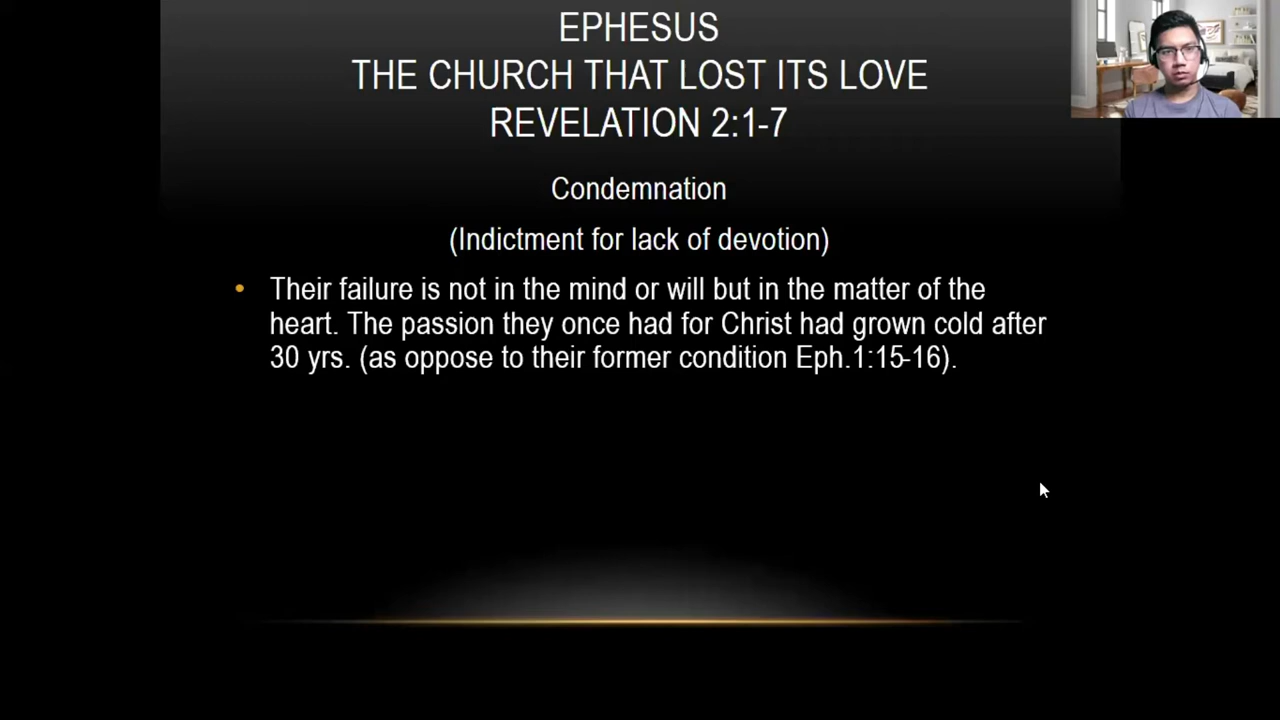 EPHESUS
THE CHURCH THAT LOST ITS LOVE
REVELATION 2:1-7
Condemnation
(Indictment for lack of devotion)
• Their failure is not in the mind or will but in the matter of the
heart. The passion they once had for Christ had grown cold after
30 yrs. (as oppose to their former condition Eph.1:15-16).